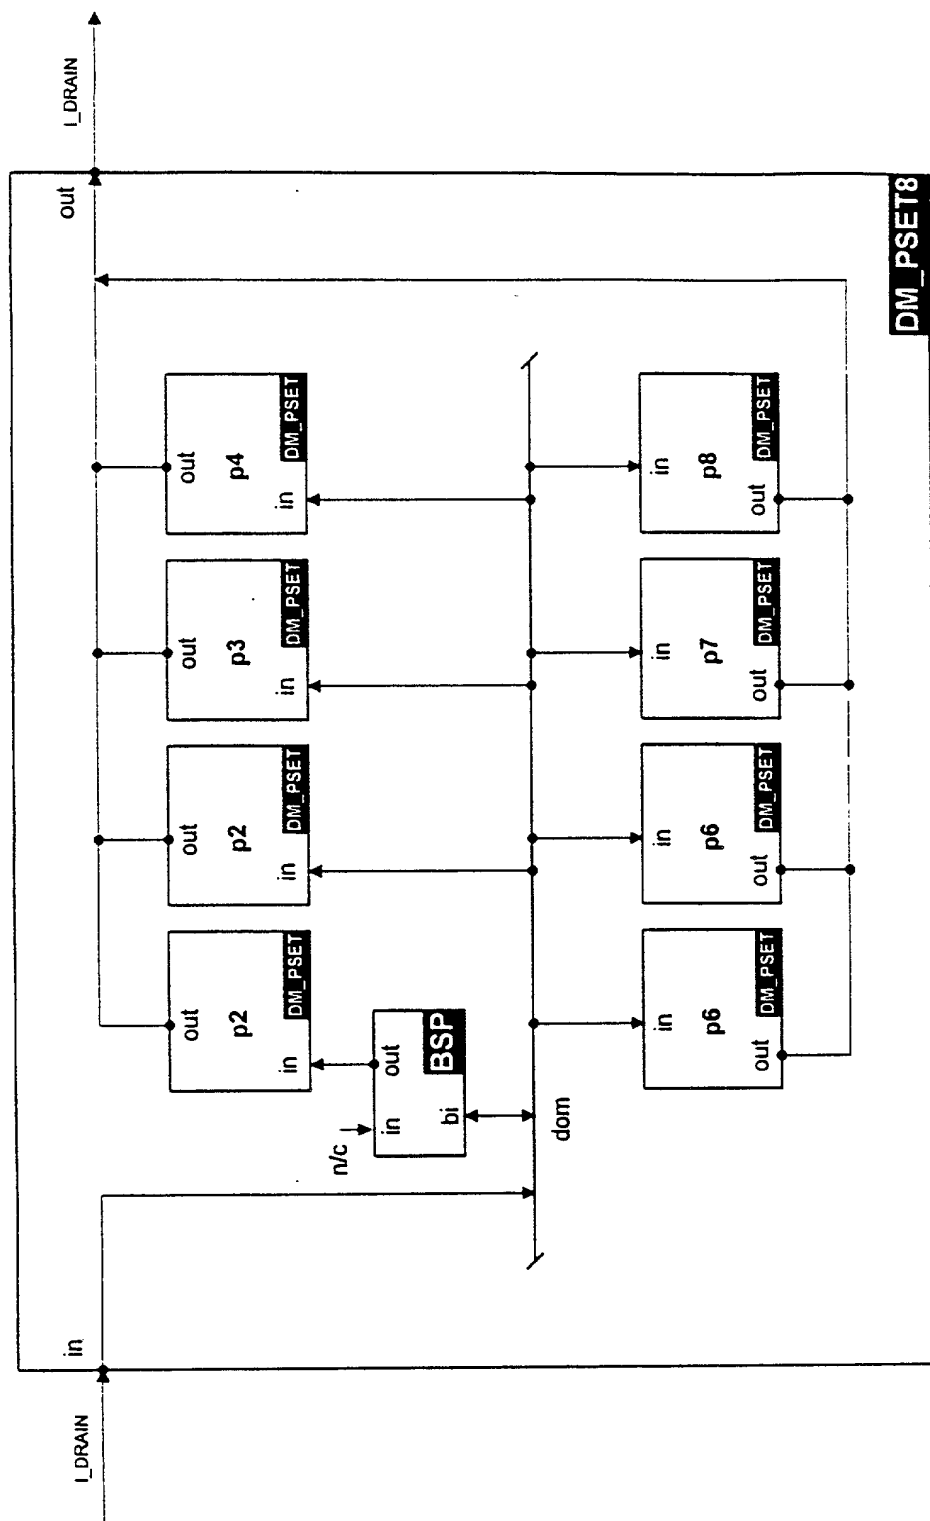 I_DRAIN
in
out
I_DRAIN
out
p2
in
DM_PSET
out
p2
in
DM_PSET
out
p3
in
DM_PSET
out
p4
in
DM_PSET
n/c
in
out
bi
BSP
dom
in
p6
out
DM_PSET
in
p6
out
DM_PSET
in
p7
out
DM_PSET
in
p8
out
DM_PSET
DM_PSET8